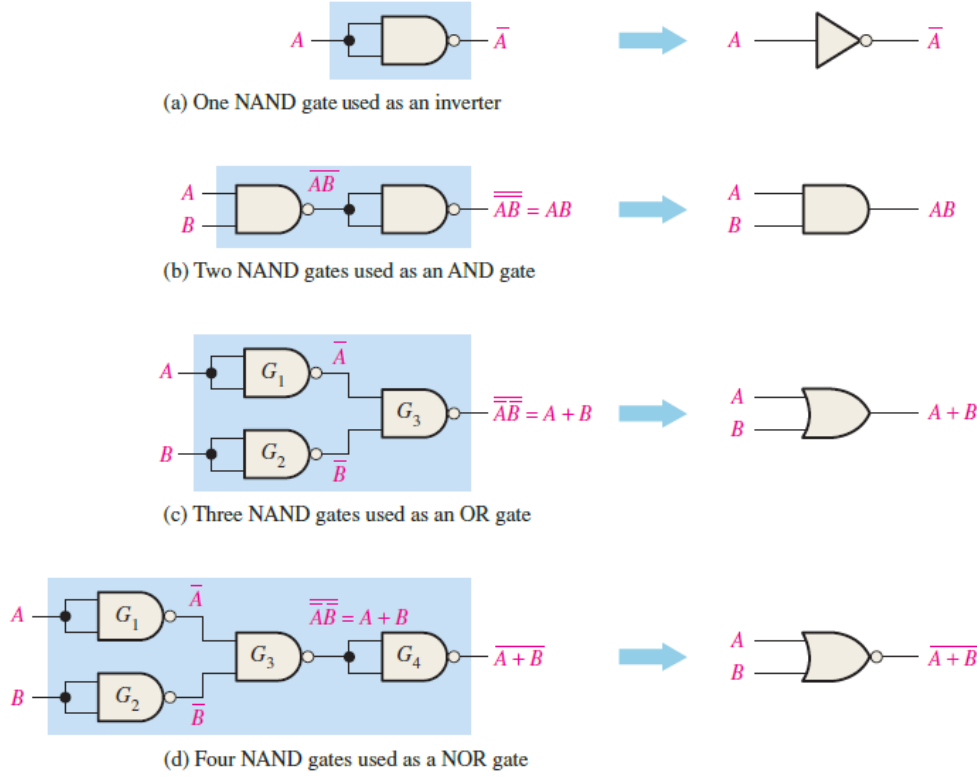 A A̅ A A̅
(a) One NAND gate used as an inverter
A̅B̅
A A
B B
A̿B̿ = AB AB
(b) Two NAND gates used as an AND gate
A G₁ A̅
G₃ A̿B̿ = A + B A B A + B
B G₂ B̅
(c) Three NAND gates used as an OR gate
A G₁ A̅ A̿B̿ = A + B A
G₃ G₄ A̅ ̅+̅ ̅B̅ A̅ ̅+̅ ̅B̅
B G₂ B̅ B
(d) Four NAND gates used as a NOR gate